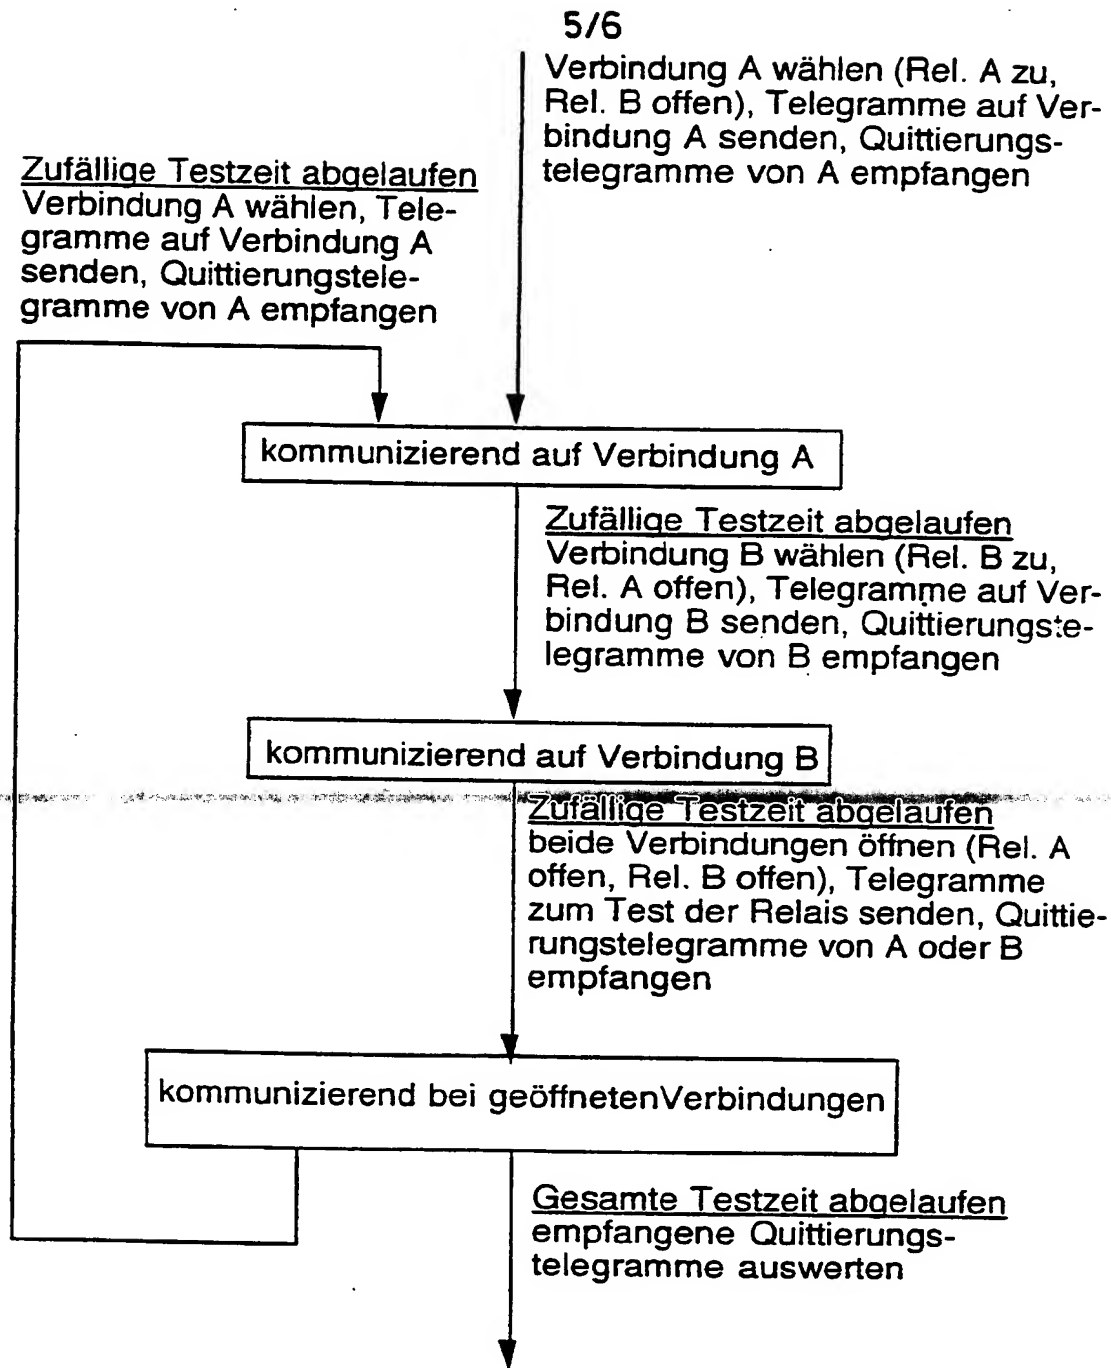 5/6
Verbindung A wählen (Rel. A zu,
Rel. B offen), Telegramme auf Ver-
bindung A senden, Quittierungs-
telegramme von A empfangen
Zufällige Testzeit abgelaufen
Verbindung A wählen, Tele-
gramme auf Verbindung A
senden, Quittierungstele-
gramme von A empfangen
kommunizierend auf Verbindung A
Zufällige Testzeit abgelaufen
Verbindung B wählen (Rel. B zu,
Rel. A offen), Telegramme auf Ver-
bindung B senden, Quittierungste-
legramme von B empfangen
kommunizierend auf Verbindung B
Zufällige Testzeit abgelaufen
beide Verbindungen öffnen (Rel. A
offen, Rel. B offen), Telegramme
zum Test der Relais senden, Quittie-
rungstelegramme von A oder B
empfangen
kommunizierend bei geöffnetenVerbindungen
Gesamte Testzeit abgelaufen
empfangene Quittierungs-
telegramme auswerten